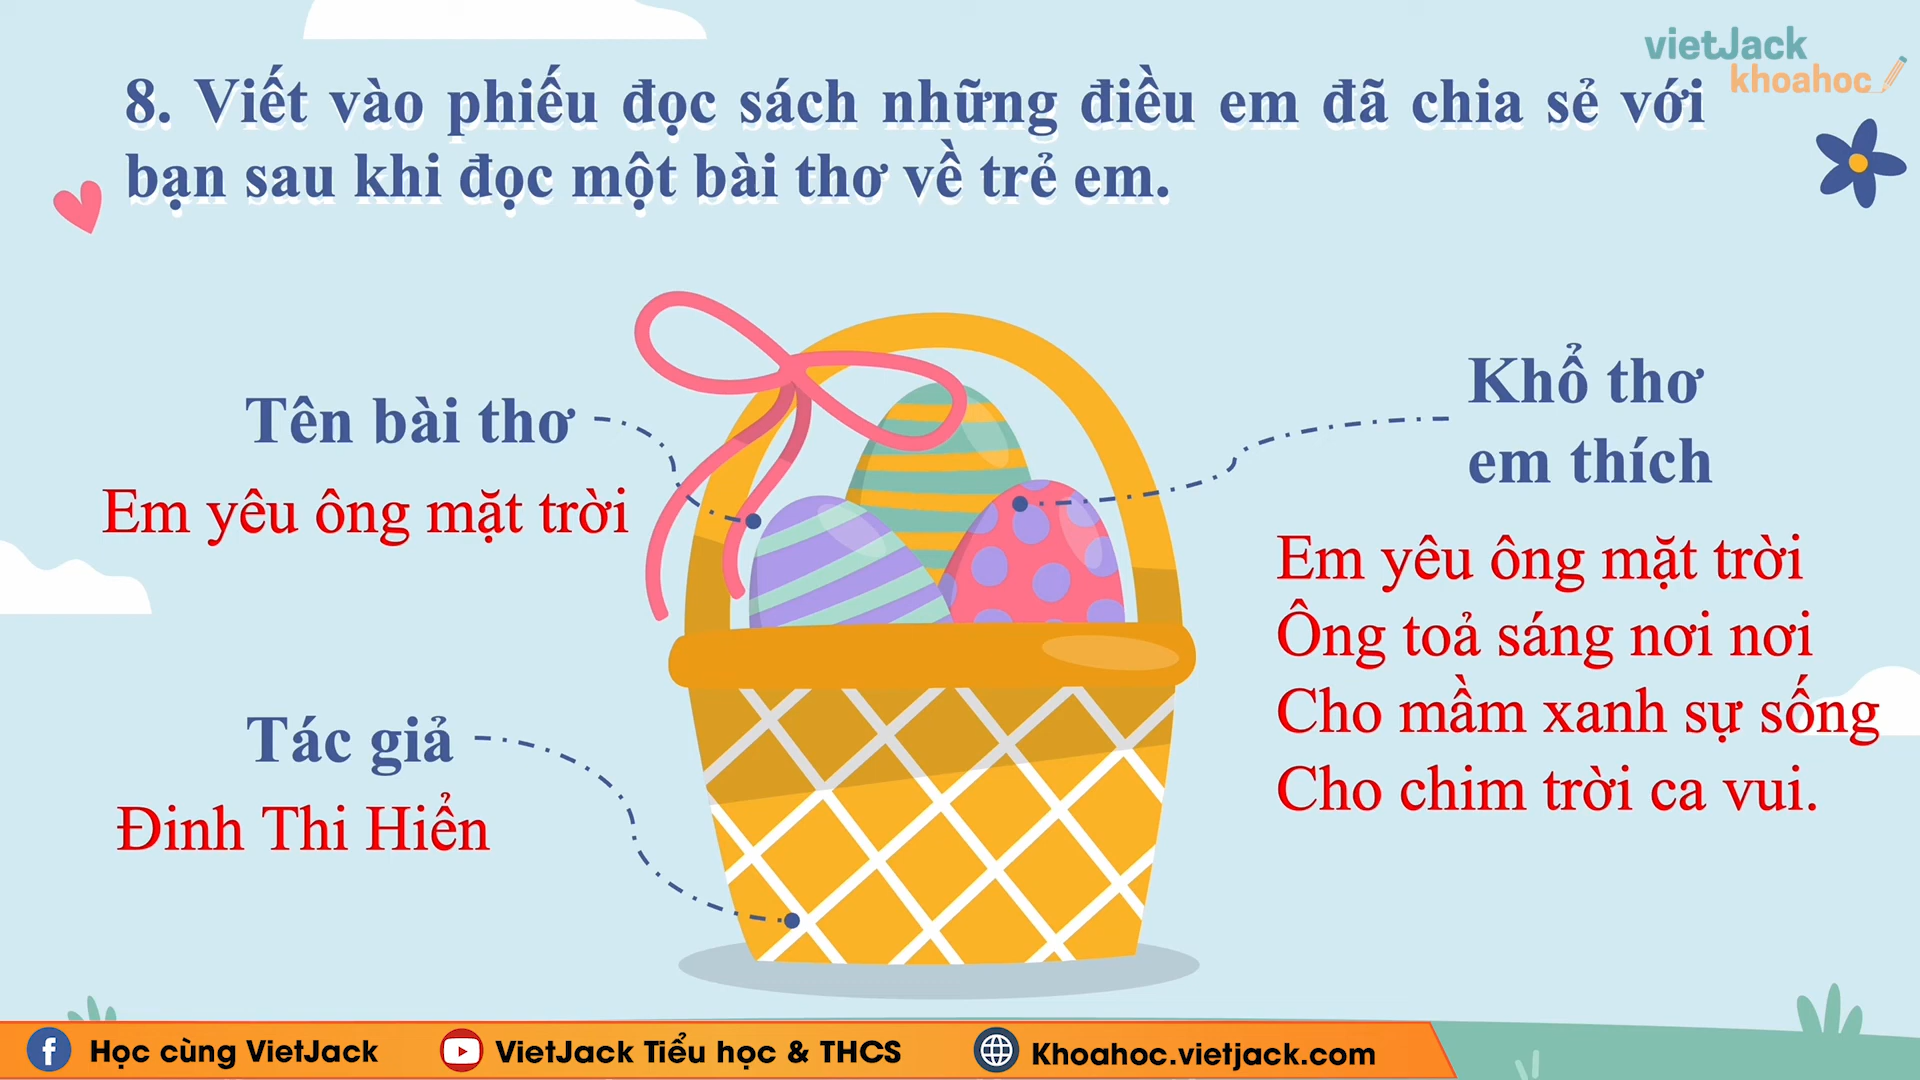 vietJack
khoahoc
8. Viết vào phiếu đọc sách những điều em đã chia sẻ với
bạn sau khi đọc một bài thơ về trẻ em.
Tên bài thơ
Em yêu ông mặt trời
Tác giả
Đinh Thi Hiển
Khổ thơ
em thích
Em yêu ông mặt trời
Ông toả sáng nơi nơi
Cho mầm xanh sự sống
Cho chim trời ca vui.
Học cùng VietJack
VietJack Tiểu học & THCS
Khoahoc.vietjack.com